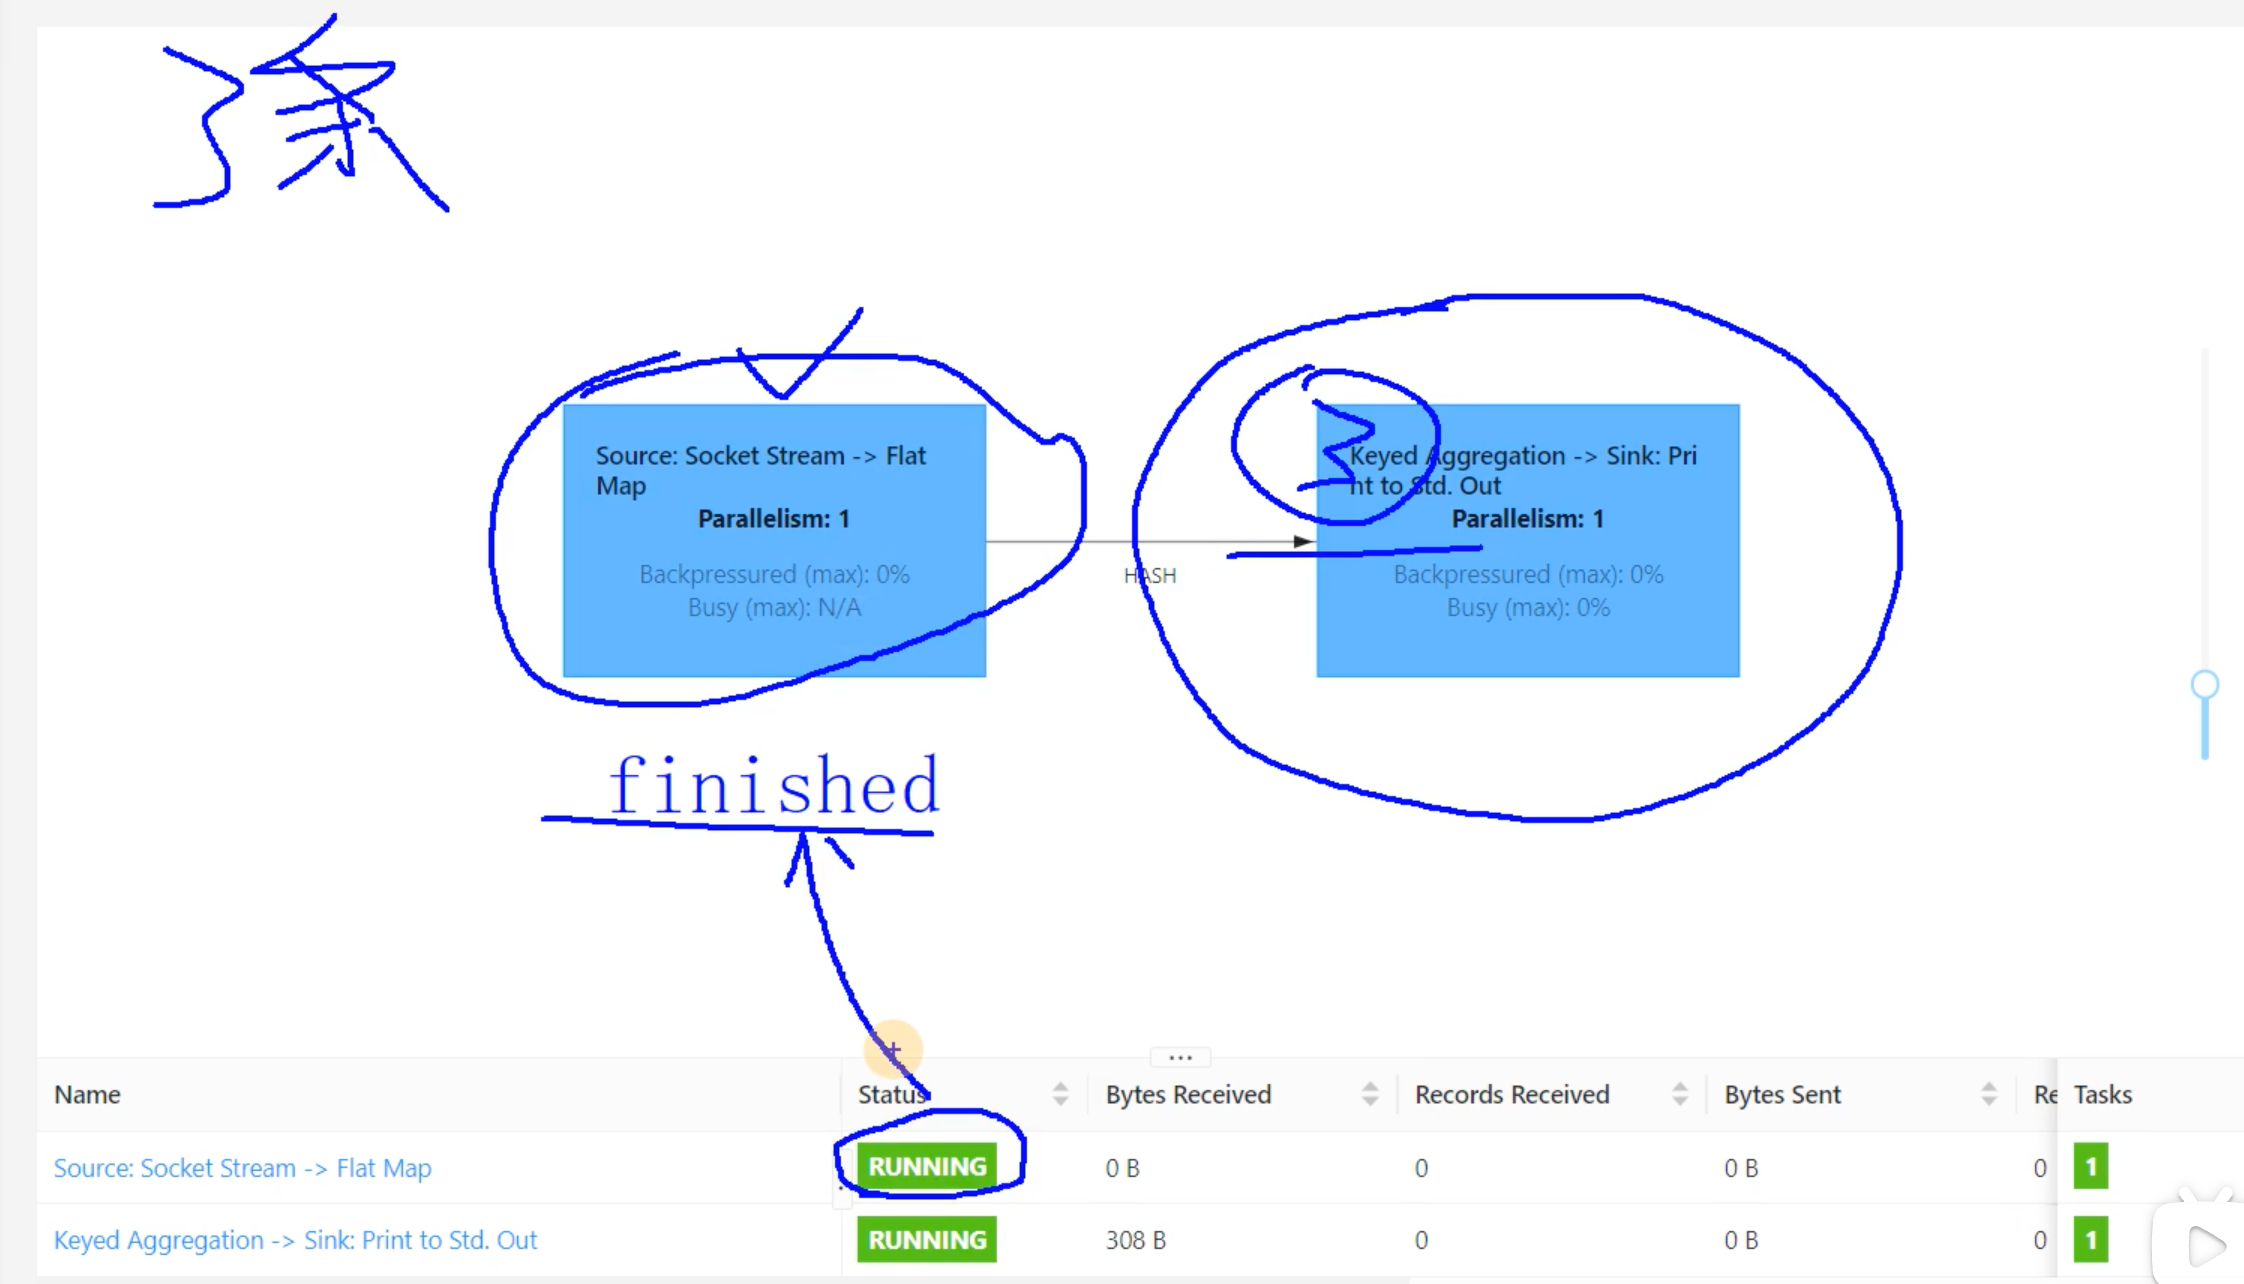 Source: Socket Stream -> Flat
Map
Parallelism: 1
Backpressured (max): 0%
Busy (max): N/A
HASH
Keyed Aggregation -> Sink: Pri
nt to Std. Out
Parallelism: 1
Backpressured (max): 0%
Busy (max): 0%
finished
Name Status Bytes Received Records Received Bytes Sent Re Tasks
Source: Socket Stream -> Flat Map RUNNING 0 B 0 0 B 0 1
Keyed Aggregation -> Sink: Print to Std. Out RUNNING 308 B 0 0 B 0 1